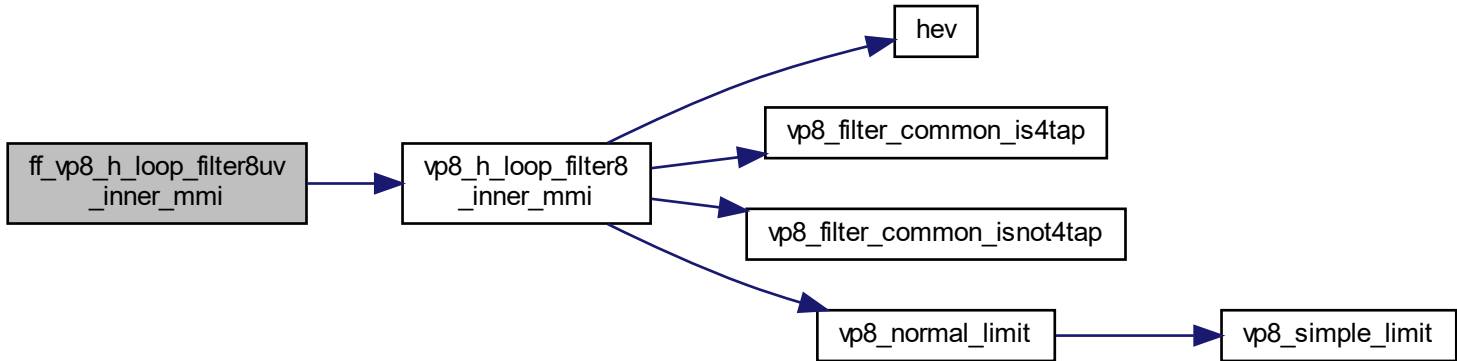 ff_vp8_h_loop_filter8uv
_inner_mmi
vp8_h_loop_filter8
_inner_mmi
hev
vp8_filter_common_is4tap
vp8_filter_common_isnot4tap
vp8_normal_limit
vp8_simple_limit